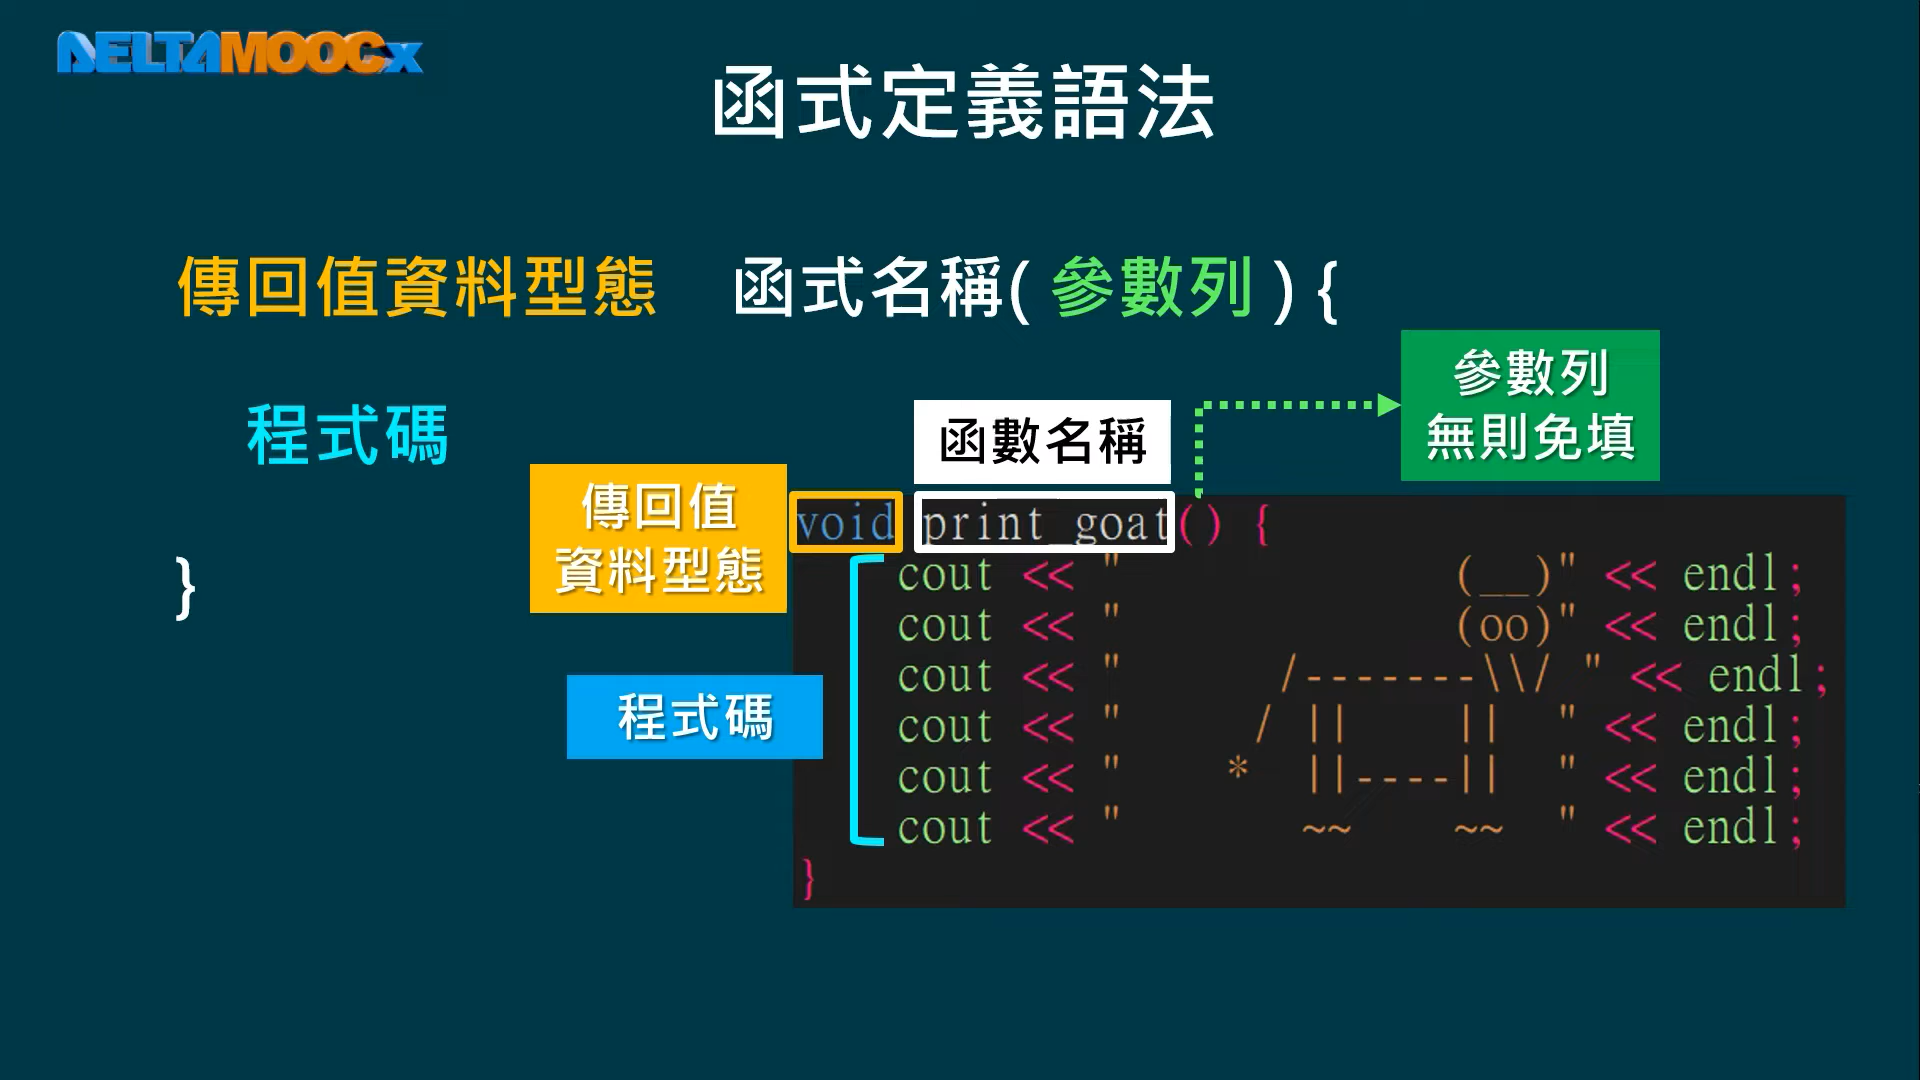 DELTAMOOCx
函式定義語法
傳回值資料型態 函式名稱( 參數列 ) {
程式碼
}
參數列
無則免填
函數名稱
傳回值
資料型態
程式碼
void print_goat() {
    cout << "             (__)" << endl;
    cout << "             (oo)" << endl;
    cout << "      /-------\\/ " << endl;
    cout << "     / ||    ||  " << endl;
    cout << "    *  ||----||  " << endl;
    cout << "       ~~    ~~  " << endl;
}